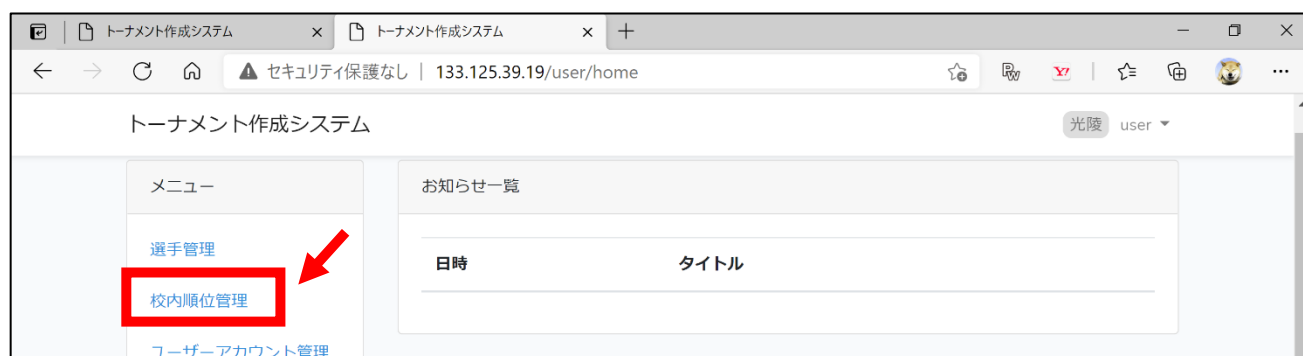 トーナメント作成システム
トーナメント作成システム
セキュリティ保護なし | 133.125.39.19/user/home
トーナメント作成システム
光陵 user
メニュー
お知らせ一覧
選手管理
日時 タイトル
校内順位管理
ユーザーアカウント管理